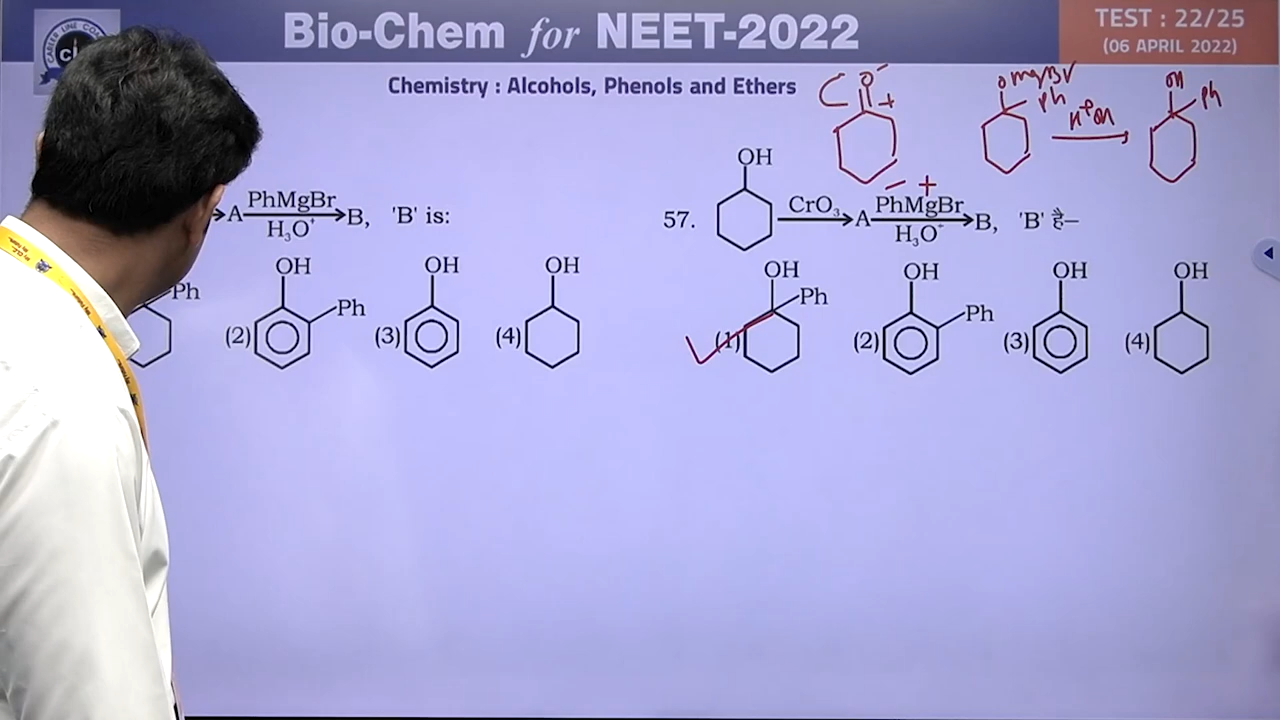 Bio-Chem for NEET-2022
TEST : 22/25
(06 APRIL 2022)
Chemistry : Alcohols, Phenols and Ethers
A PhMgBr H₃O⁺ B, 'B' is:
Ph
(2) OH Ph
(3) OH
(4) OH
O⁻ +
OMgBr Ph H⁺OH
OH Ph
57. OH CrO₃ A PhMgBr H₃O⁺ B, 'B' है–
− +
(1) OH Ph
(2) OH Ph
(3) OH
(4) OH